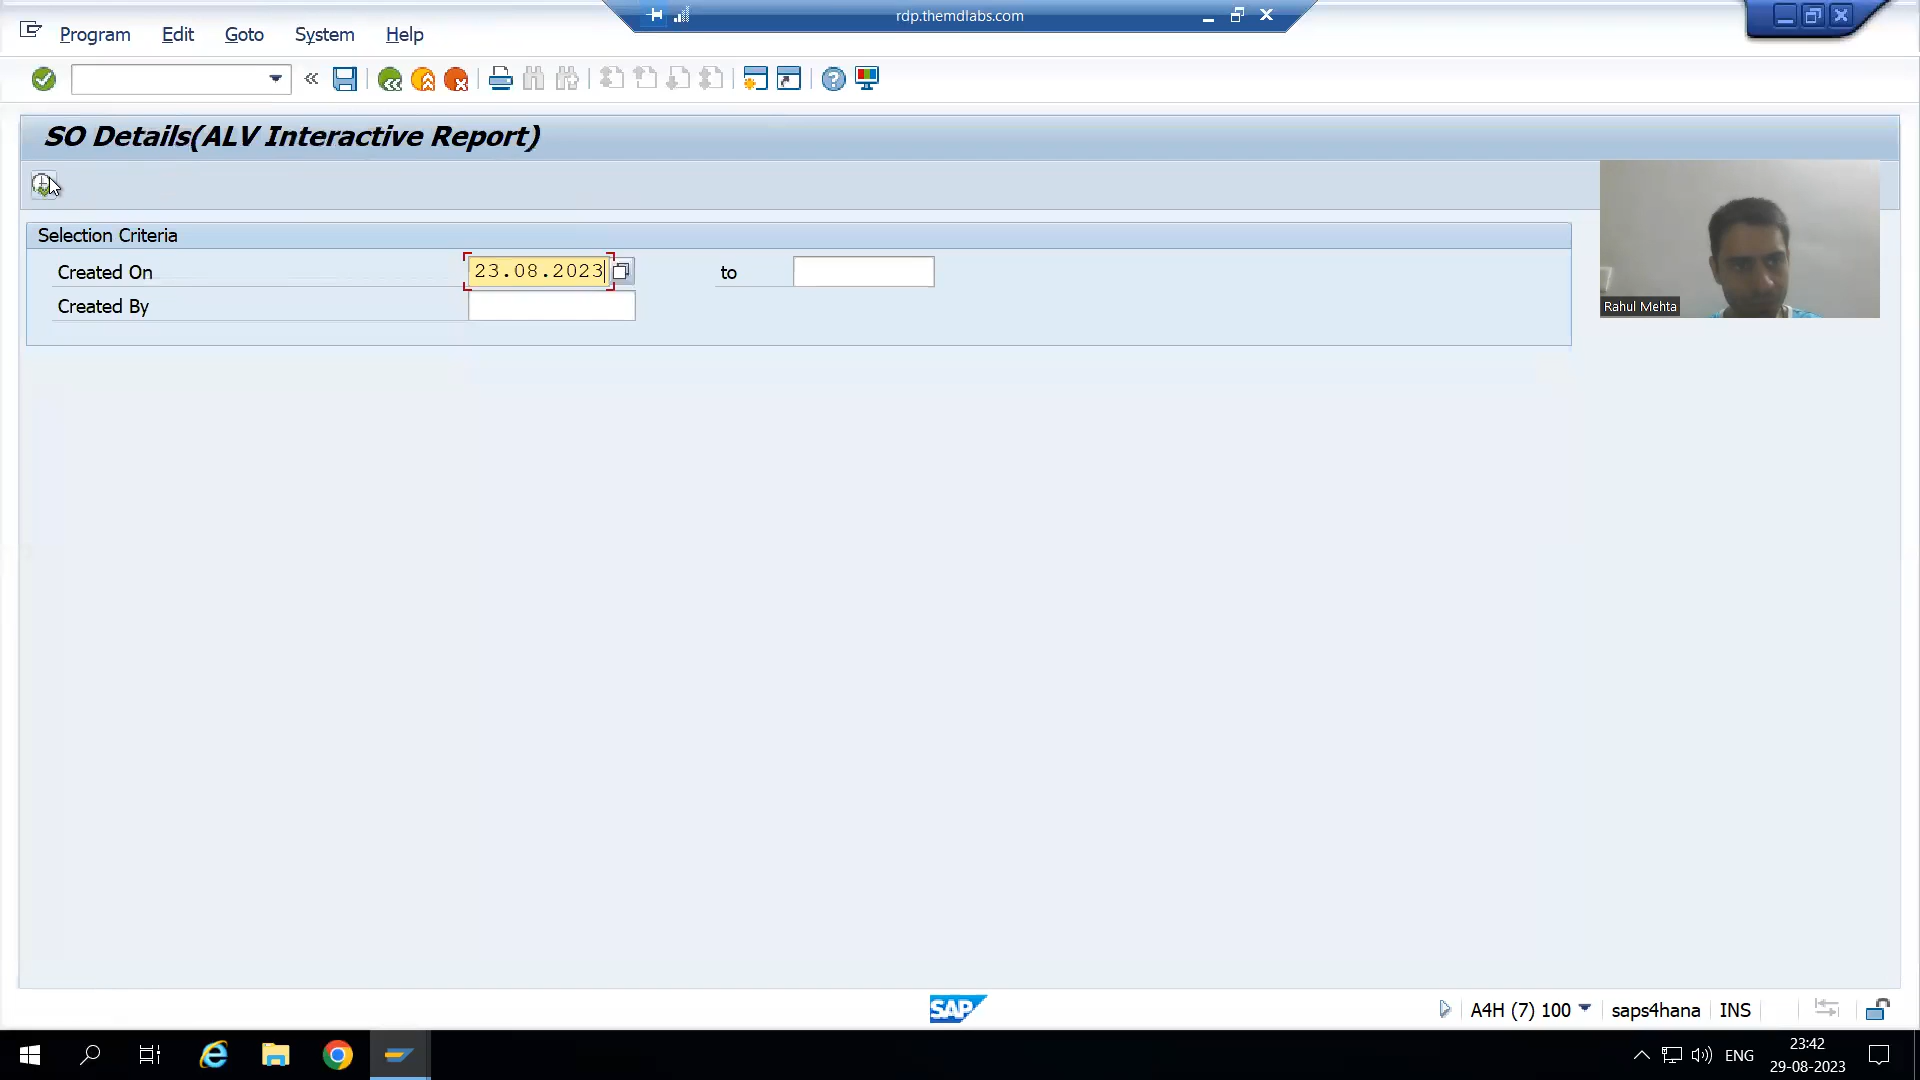 rdp.themdlabs.com
Program Edit Goto System Help
SO Details(ALV Interactive Report)
Selection Criteria
Created On 23.08.2023 to
Created By
Rahul Mehta
SAP
A4H (7) 100 saps4hana INS
ENG
23:42
29-08-2023